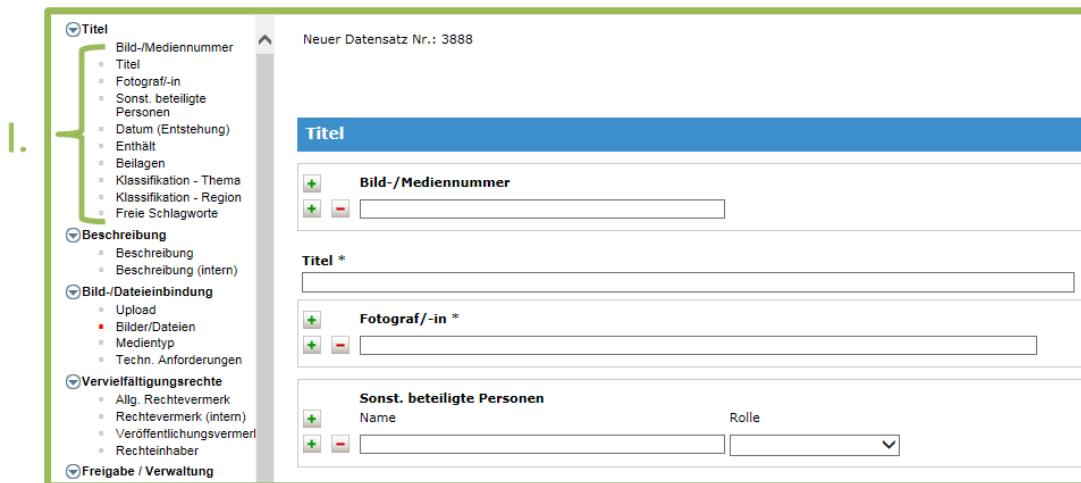 I.
Titel
Bild-/Mediennummer
Titel
Fotograf/-in
Sonst. beteiligte
Personen
Datum (Entstehung)
Enthält
Beilagen
Klassifikation - Thema
Klassifikation - Region
Freie Schlagworte
Beschreibung
Beschreibung
Beschreibung (intern)
Bild-/Dateieinbindung
Upload
Bilder/Dateien
Medientyp
Techn. Anforderungen
Vervielfältigungsrechte
Allg. Rechtevermerk
Rechtevermerk (intern)
Veröffentlichungsvermerk
Rechteinhaber
Freigabe / Verwaltung
Neuer Datensatz Nr.: 3888
Titel
Bild-/Mediennummer
Titel *
Fotograf/-in *
Sonst. beteiligte Personen
Name Rolle